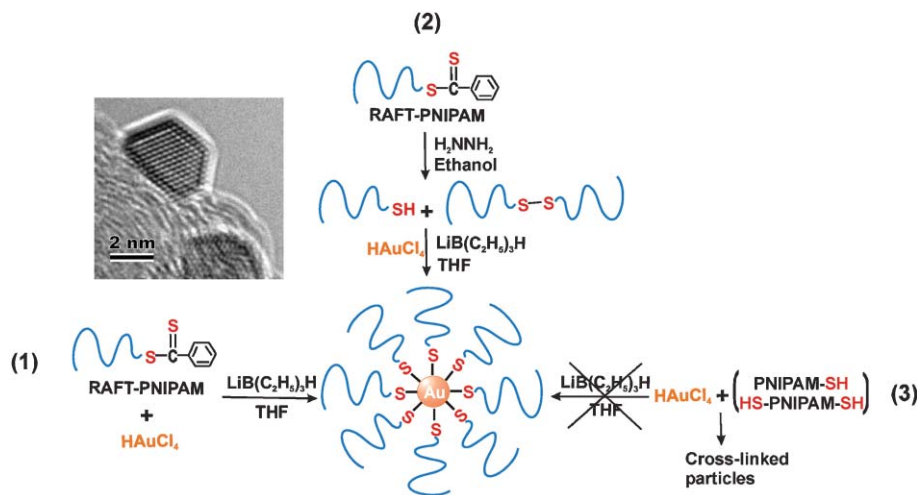 (2)
S
S—C
RAFT-PNIPAM
H₂NNH₂
Ethanol
SH + S—S
HAuCl₄ LiB(C₂H₅)₃H
THF
2 nm
(1)
S
S—C
RAFT-PNIPAM
+
HAuCl₄
LiB(C₂H₅)₃H
THF
S
S S
S Au S
S S
S
LiB(C₂H₅)₃H
THF
HAuCl₄ + (PNIPAM-SH
HS-PNIPAM-SH)
(3)
Cross-linked
particles